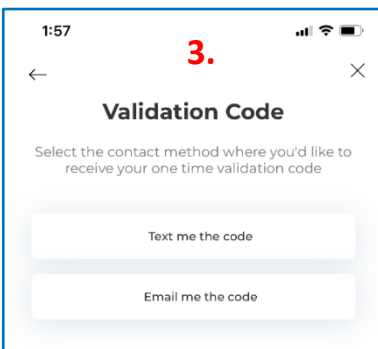 1:57
3.
Validation Code
Select the contact method where you'd like to
receive your one time validation code
Text me the code
Email me the code